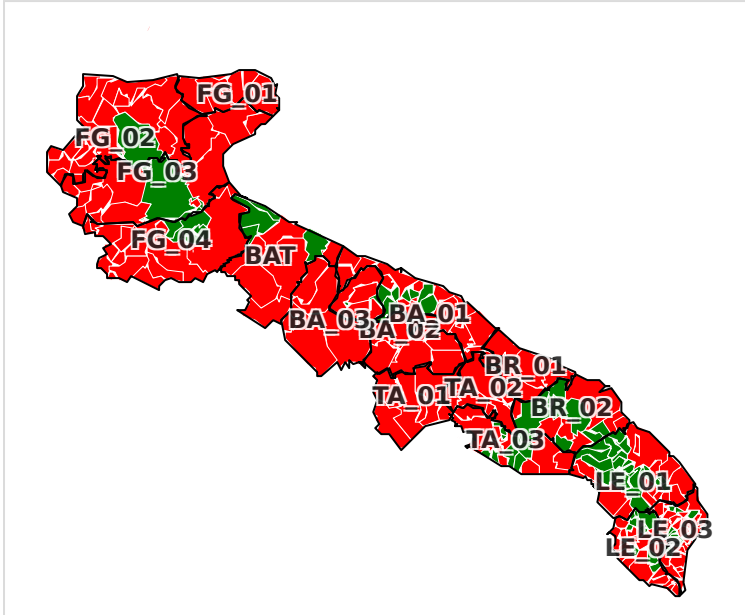 FG_01
FG_02
FG_03
FG_04
BAT
BA_01
BA_03
BA_02
BR_01
TA_02
TA_01
BR_02
TA_03
LE_01
LE_03
LE_02